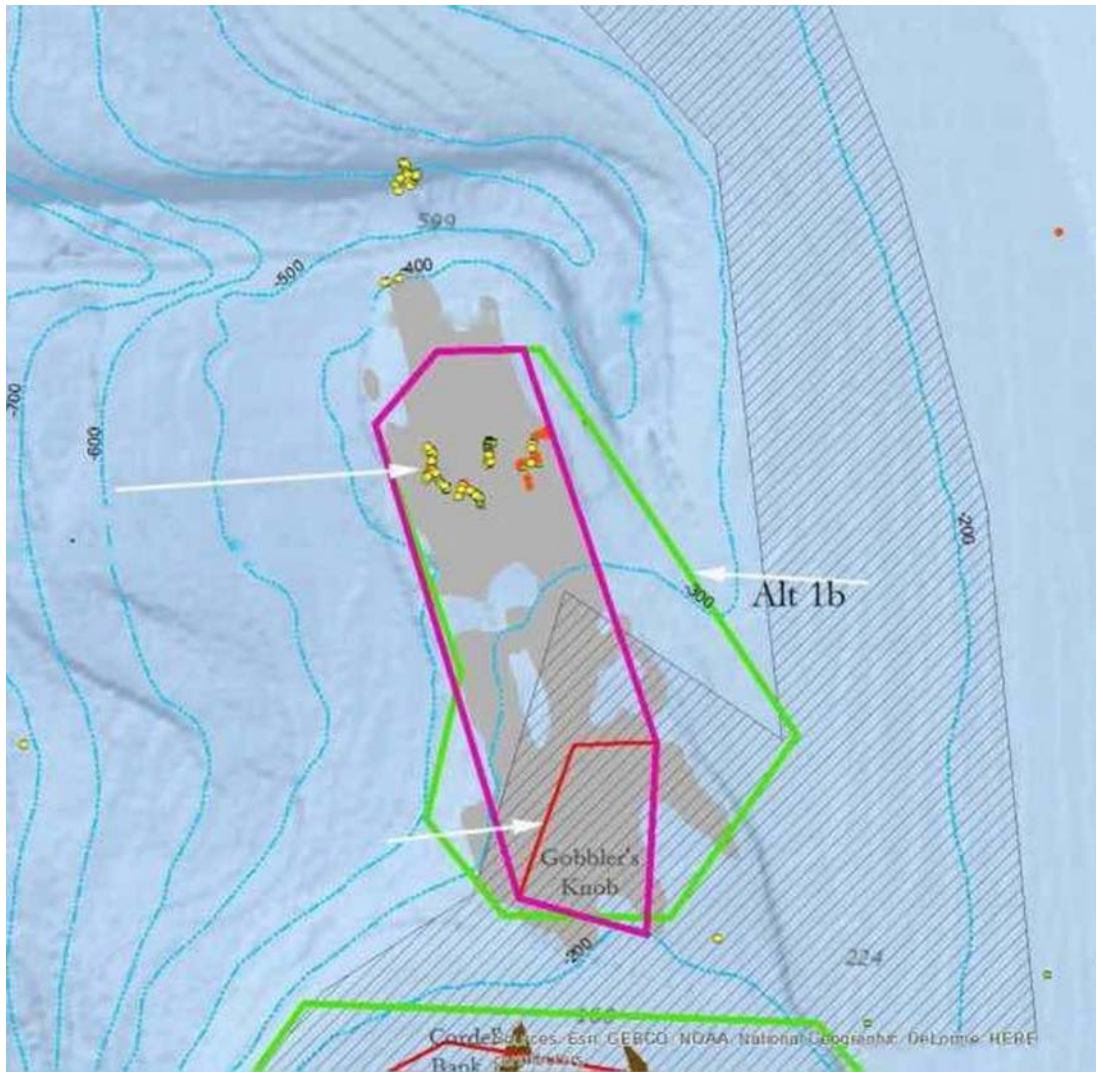 599
-500
-400
-700
-600
-200
-300
Alt 1b
Gobbler's
Knob
-200
224
Cordell
Bank
Sources: Esri, GEBCO, NOAA, National Geographic, DeLorme, HERE